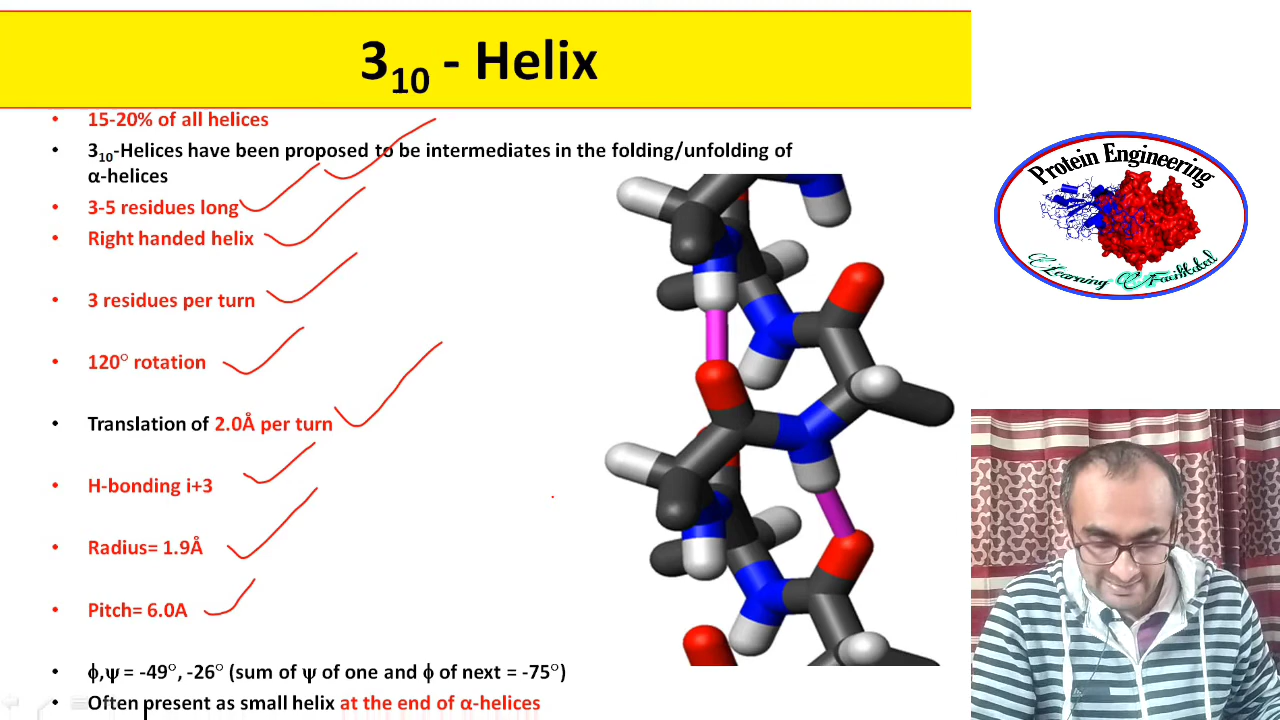 3₁₀ - Helix
• 15-20% of all helices
• 3₁₀-Helices have been proposed to be intermediates in the folding/unfolding of
α-helices
• 3-5 residues long
• Right handed helix
• 3 residues per turn
• 120° rotation
• Translation of 2.0Å per turn
• H-bonding i+3
• Radius= 1.9Å
• Pitch= 6.0A
• ϕ,ψ = -49°, -26° (sum of ψ of one and ϕ of next = -75°)
• Often present as small helix at the end of α-helices
Protein Engineering